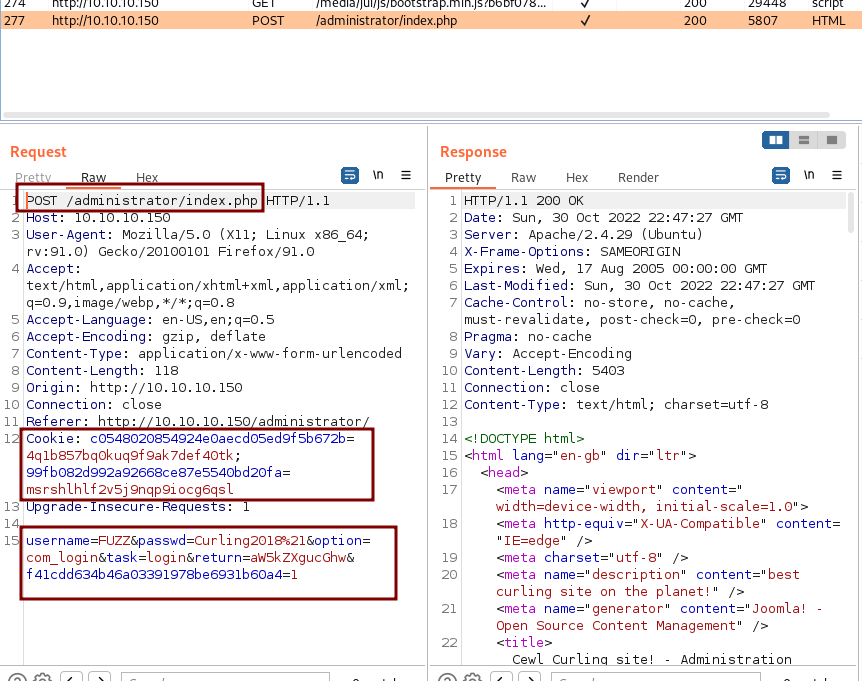 274 http://10.10.10.150 GET /media/jui/js/bootstrap.min.js?b6bf078... ✓ 200 29448 script
277 http://10.10.10.150 POST /administrator/index.php ✓ 200 5807 HTML
Request
Pretty Raw Hex \n
1 POST /administrator/index.php HTTP/1.1
2 Host: 10.10.10.150
3 User-Agent: Mozilla/5.0 (X11; Linux x86_64;
rv:91.0) Gecko/20100101 Firefox/91.0
4 Accept:
text/html,application/xhtml+xml,application/xml;
q=0.9,image/webp,*/*;q=0.8
5 Accept-Language: en-US,en;q=0.5
6 Accept-Encoding: gzip, deflate
7 Content-Type: application/x-www-form-urlencoded
8 Content-Length: 118
9 Origin: http://10.10.10.150
10 Connection: close
11 Referer: http://10.10.10.150/administrator/
12 Cookie: c0548020854924e0aecd05ed9f5b672b=
4q1b857bq0kuq9f9ak7def40tk;
99fb082d992a92668ce87e5540bd20fa=
msrshlhlf2v5j9nqp9iocg6qsl
13 Upgrade-Insecure-Requests: 1
14
15 username=FUZZ&passwd=Curling2018%21&option=
com_login&task=login&return=aW5kZXgucGhw&
f41cdd634b46a03391978be6931b60a4=1
Response
Pretty Raw Hex Render \n
1 HTTP/1.1 200 OK
2 Date: Sun, 30 Oct 2022 22:47:27 GMT
3 Server: Apache/2.4.29 (Ubuntu)
4 X-Frame-Options: SAMEORIGIN
5 Expires: Wed, 17 Aug 2005 00:00:00 GMT
6 Last-Modified: Sun, 30 Oct 2022 22:47:27 GMT
7 Cache-Control: no-store, no-cache,
must-revalidate, post-check=0, pre-check=0
8 Pragma: no-cache
9 Vary: Accept-Encoding
10 Content-Length: 5403
11 Connection: close
12 Content-Type: text/html; charset=utf-8
13
14 <!DOCTYPE html>
15 <html lang="en-gb" dir="ltr">
16 <head>
17 <meta name="viewport" content="
width=device-width, initial-scale=1.0">
18 <meta http-equiv="X-UA-Compatible" content=
"IE=edge" />
19 <meta charset="utf-8" />
20 <meta name="description" content="best
curling site on the planet!" />
21 <meta name="generator" content="Joomla! -
Open Source Content Management" />
22 <title>
Cewl Curling site! - Administration